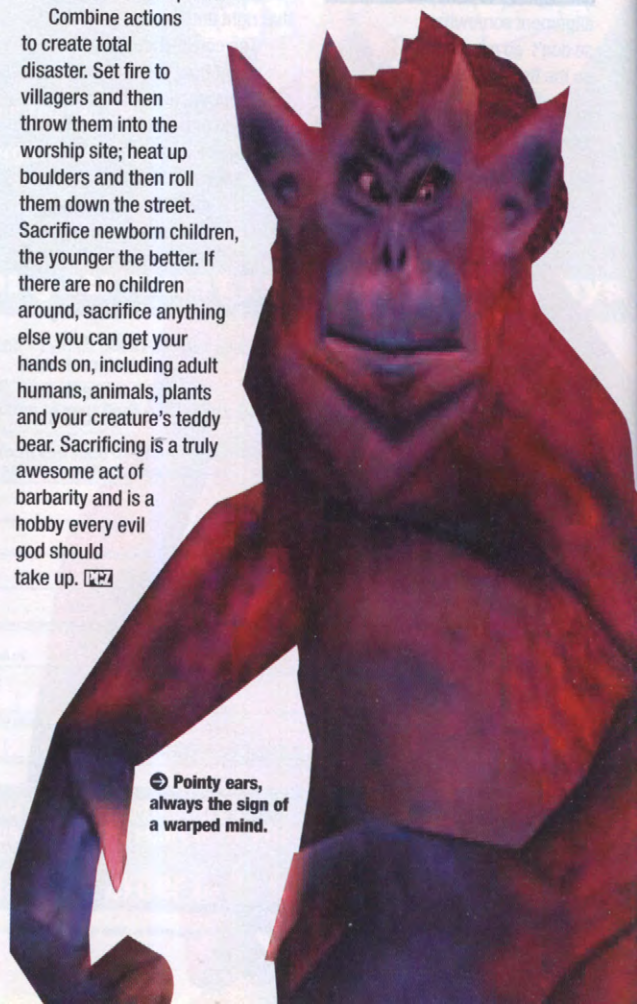 Combine actions
to create total
disaster. Set fire to
villagers and then
throw them into the
worship site; heat up
boulders and then roll
them down the street.
Sacrifice newborn children,
the younger the better. If
there are no children
around, sacrifice anything
else you can get your
hands on, including adult
humans, animals, plants
and your creature's teddy
bear. Sacrificing is a truly
awesome act of
barbarity and is a
hobby every evil
god should
take up. PCZ
Pointy ears,
always the sign of
a warped mind.